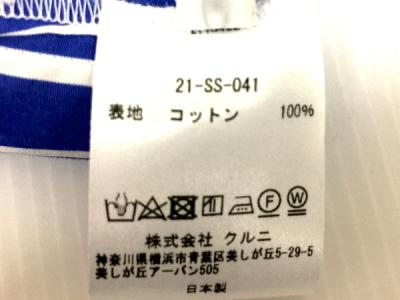 21-SS-041
表地 コットン 100%
F W
株式会社 クルニ
神奈川県横浜市青葉区美しが丘5-29-5
美しが丘アーバン505
日本製